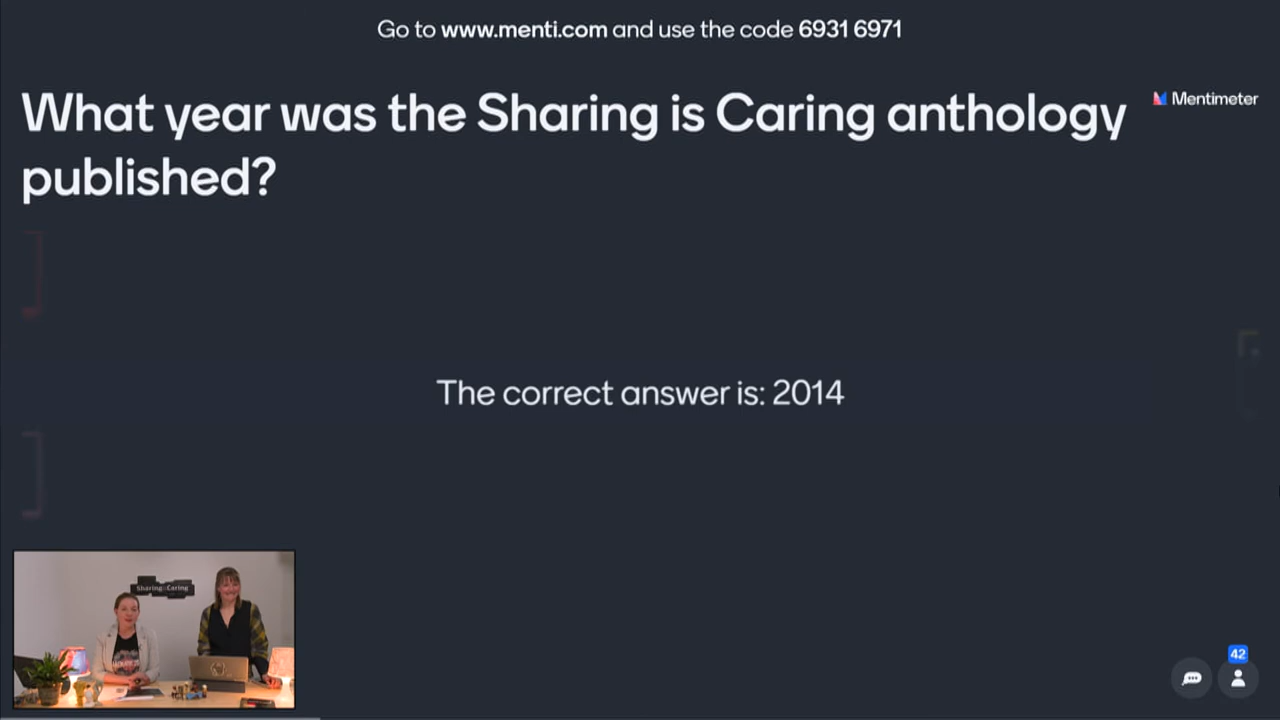 Go to www.menti.com and use the code 6931 6971
What year was the Sharing is Caring anthology
published?
Mentimeter
The correct answer is: 2014
Sharing is Caring
42